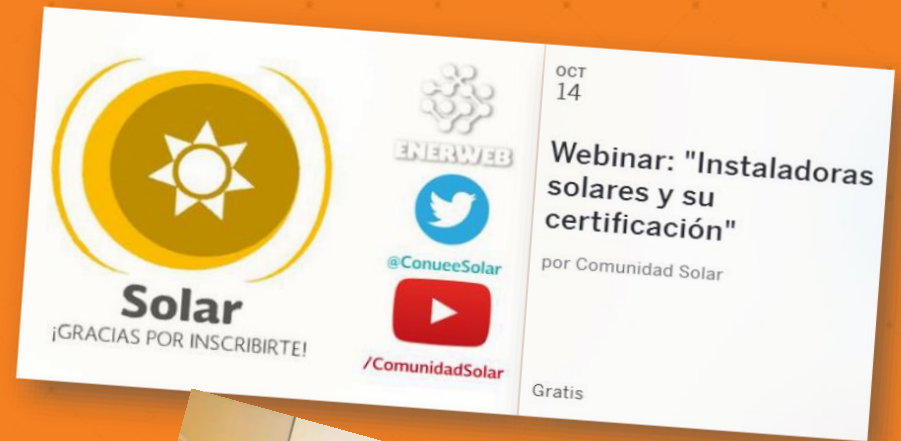 Solar
¡GRACIAS POR INSCRIBIRTE!
ENERWEB
@ConueeSolar
/ComunidadSolar
OCT
14
Webinar: "Instaladoras
solares y su
certificación"
por Comunidad Solar
Gratis